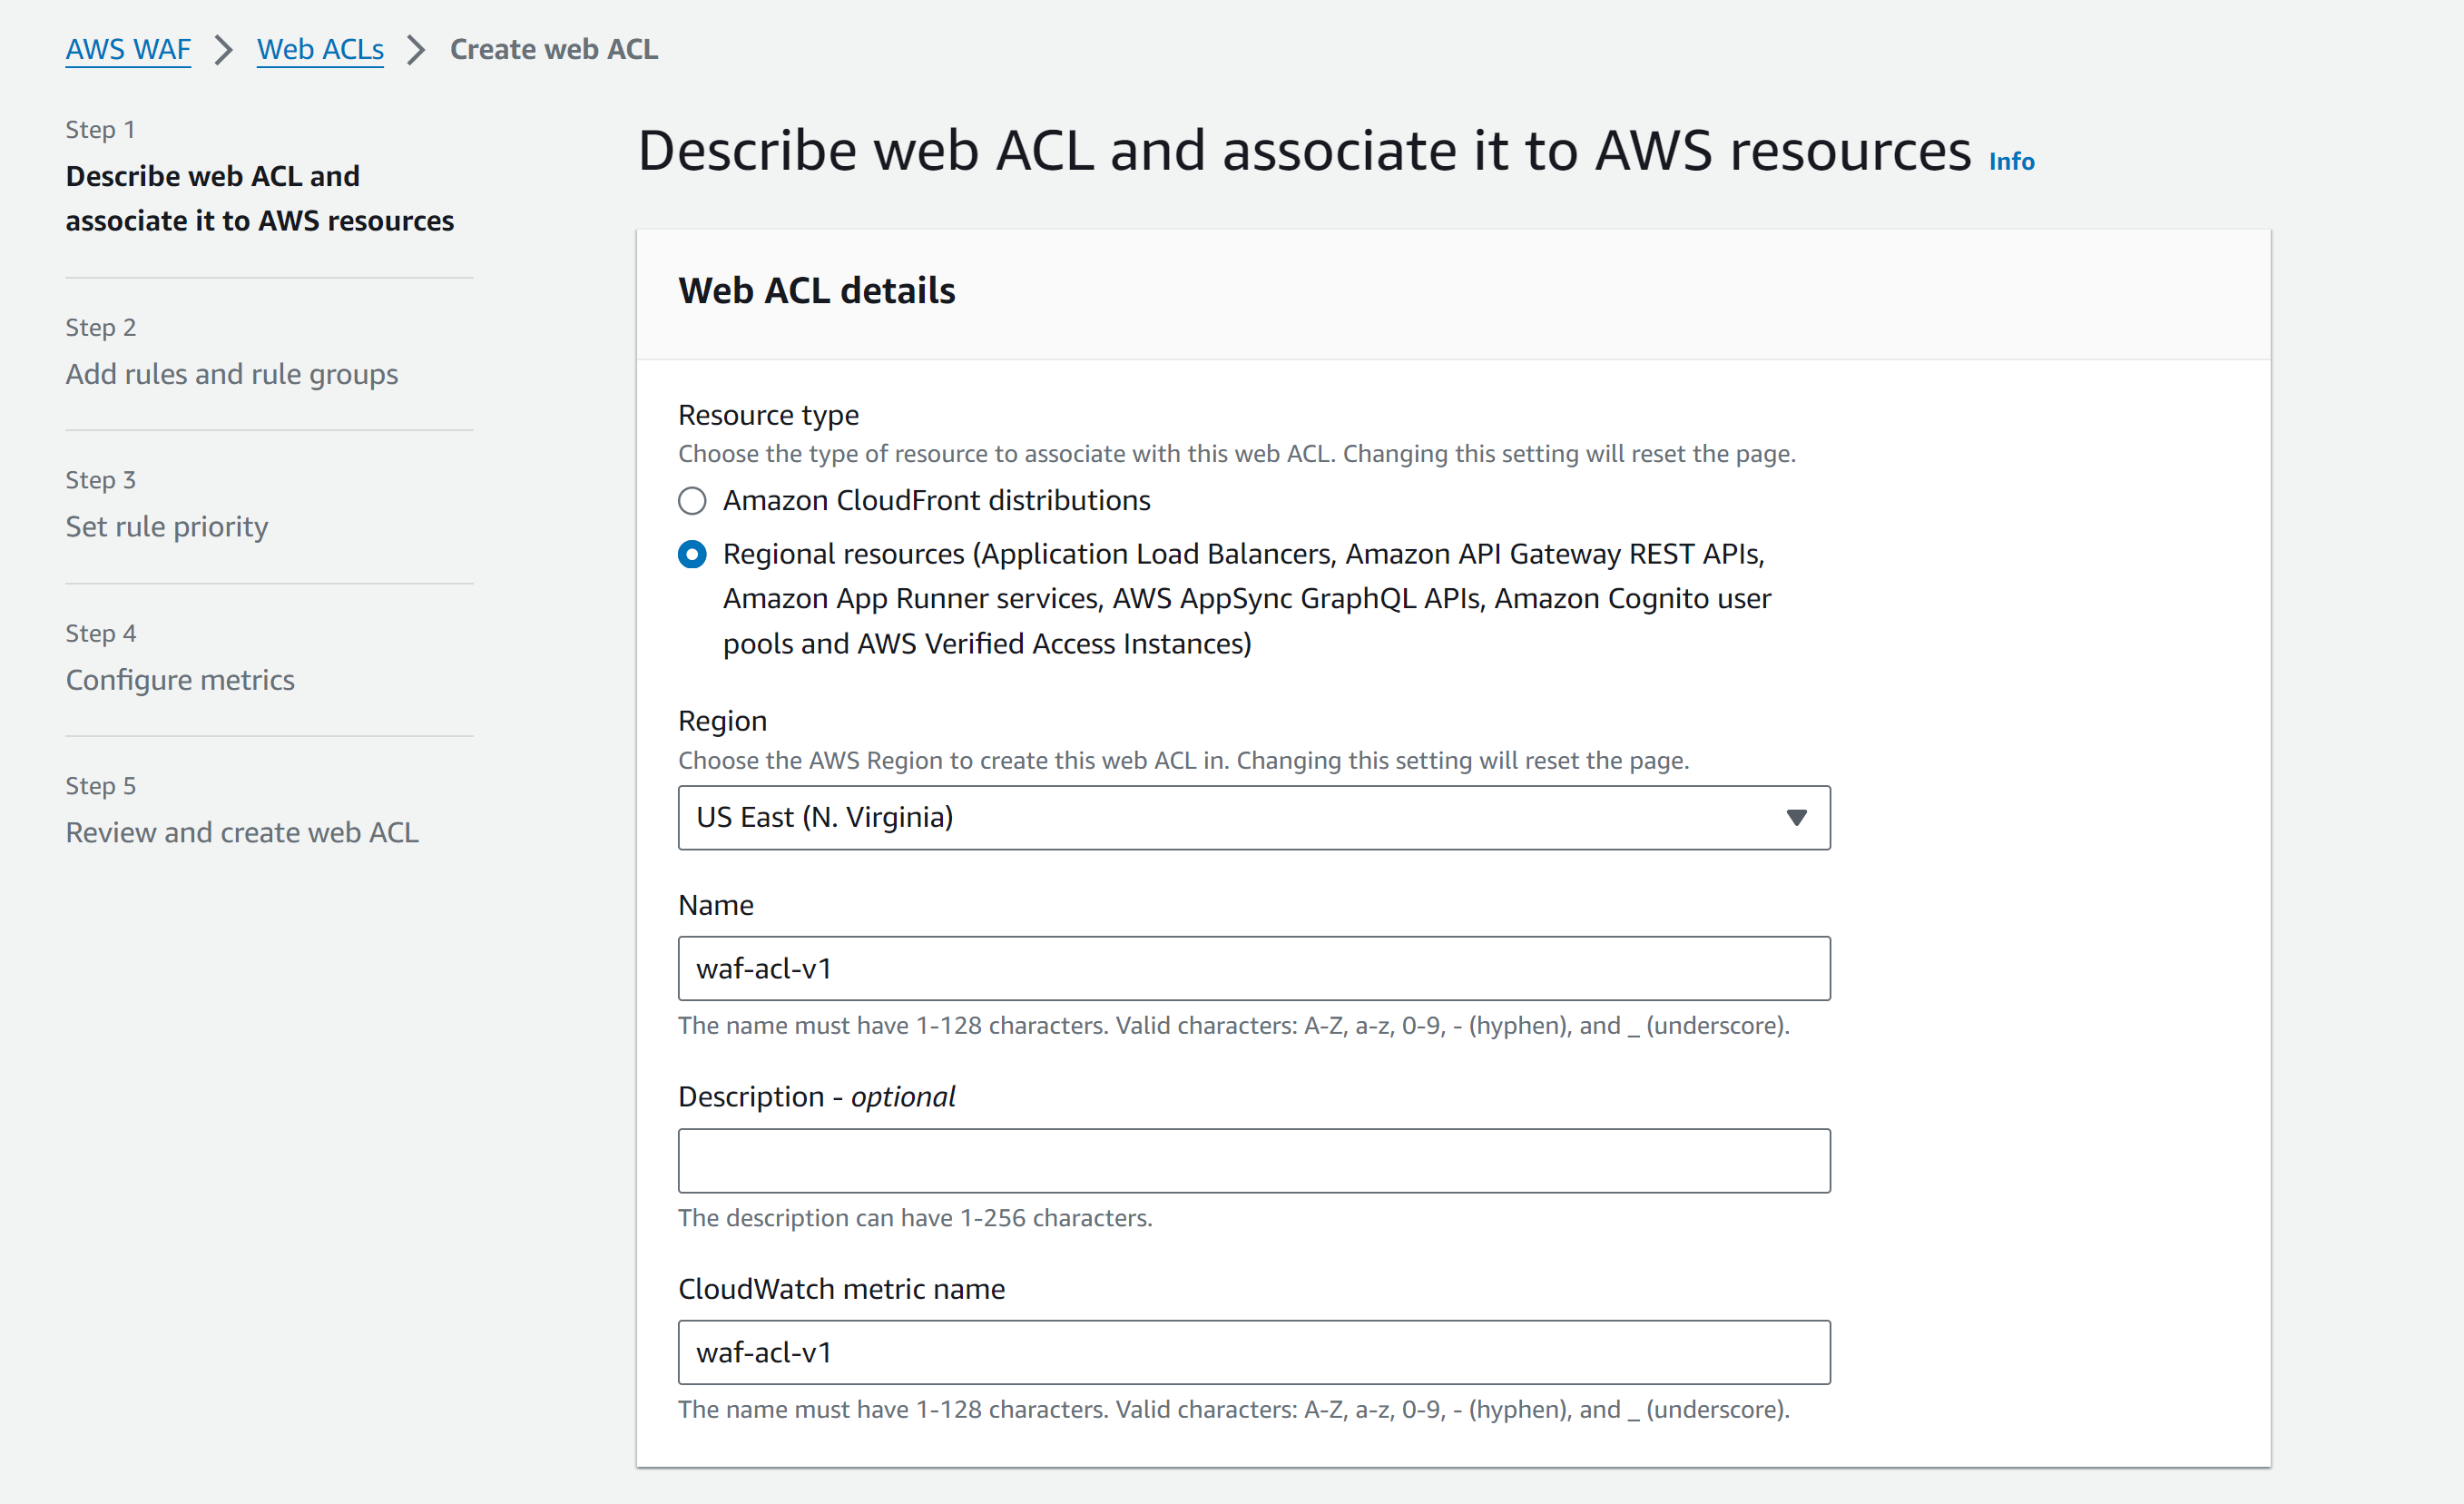 AWS WAF > Web ACLs > Create web ACL
Step 1
Describe web ACL and
associate it to AWS resources
Step 2
Add rules and rule groups
Step 3
Set rule priority
Step 4
Configure metrics
Step 5
Review and create web ACL
Describe web ACL and associate it to AWS resources Info
Web ACL details
Resource type
Choose the type of resource to associate with this web ACL. Changing this setting will reset the page.
Amazon CloudFront distributions
Regional resources (Application Load Balancers, Amazon API Gateway REST APIs,
Amazon App Runner services, AWS AppSync GraphQL APIs, Amazon Cognito user
pools and AWS Verified Access Instances)
Region
Choose the AWS Region to create this web ACL in. Changing this setting will reset the page.
US East (N. Virginia)
Name
waf-acl-v1
The name must have 1-128 characters. Valid characters: A-Z, a-z, 0-9, - (hyphen), and _ (underscore).
Description - optional
The description can have 1-256 characters.
CloudWatch metric name
waf-acl-v1
The name must have 1-128 characters. Valid characters: A-Z, a-z, 0-9, - (hyphen), and _ (underscore).